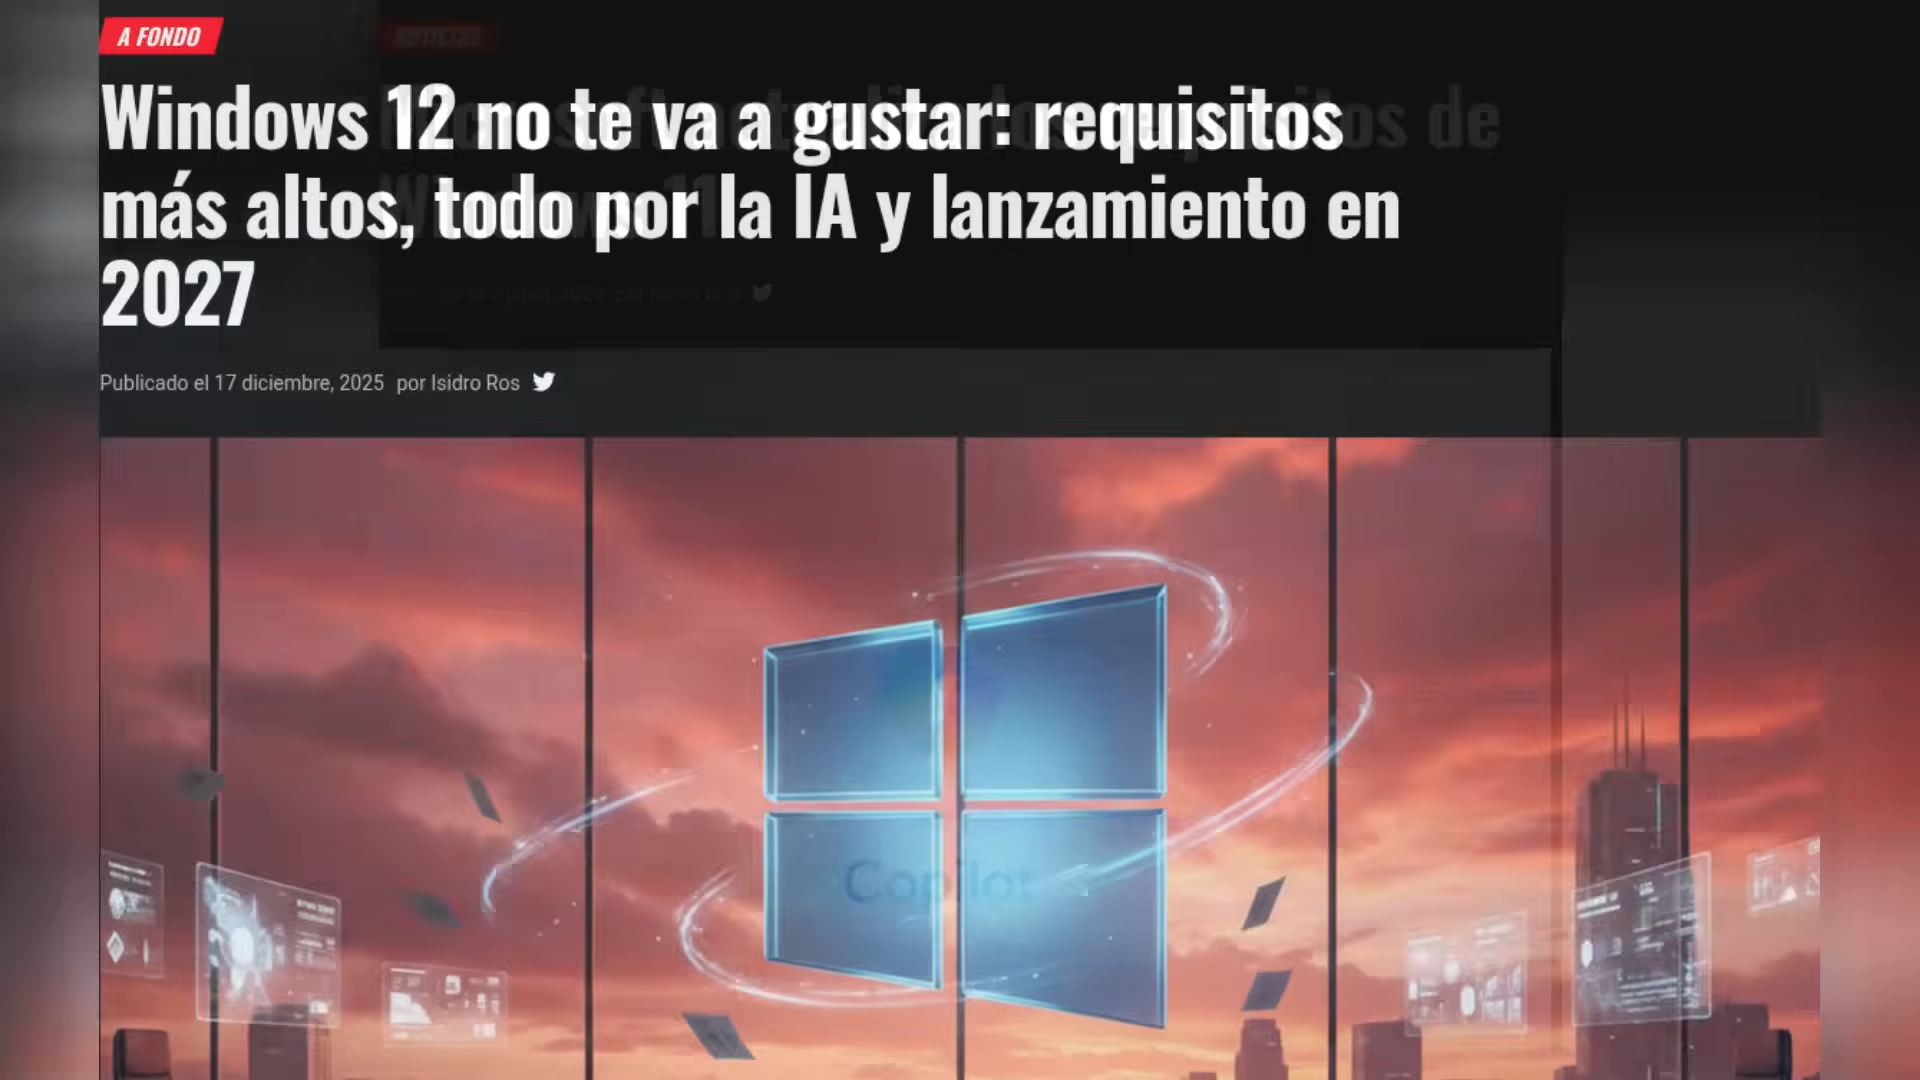 A FONDO
Windows 12 no te va a gustar: requisitos
más altos, todo por la IA y lanzamiento en
2027
Publicado el 17 diciembre, 2025 por Isidro Ros
Copilot